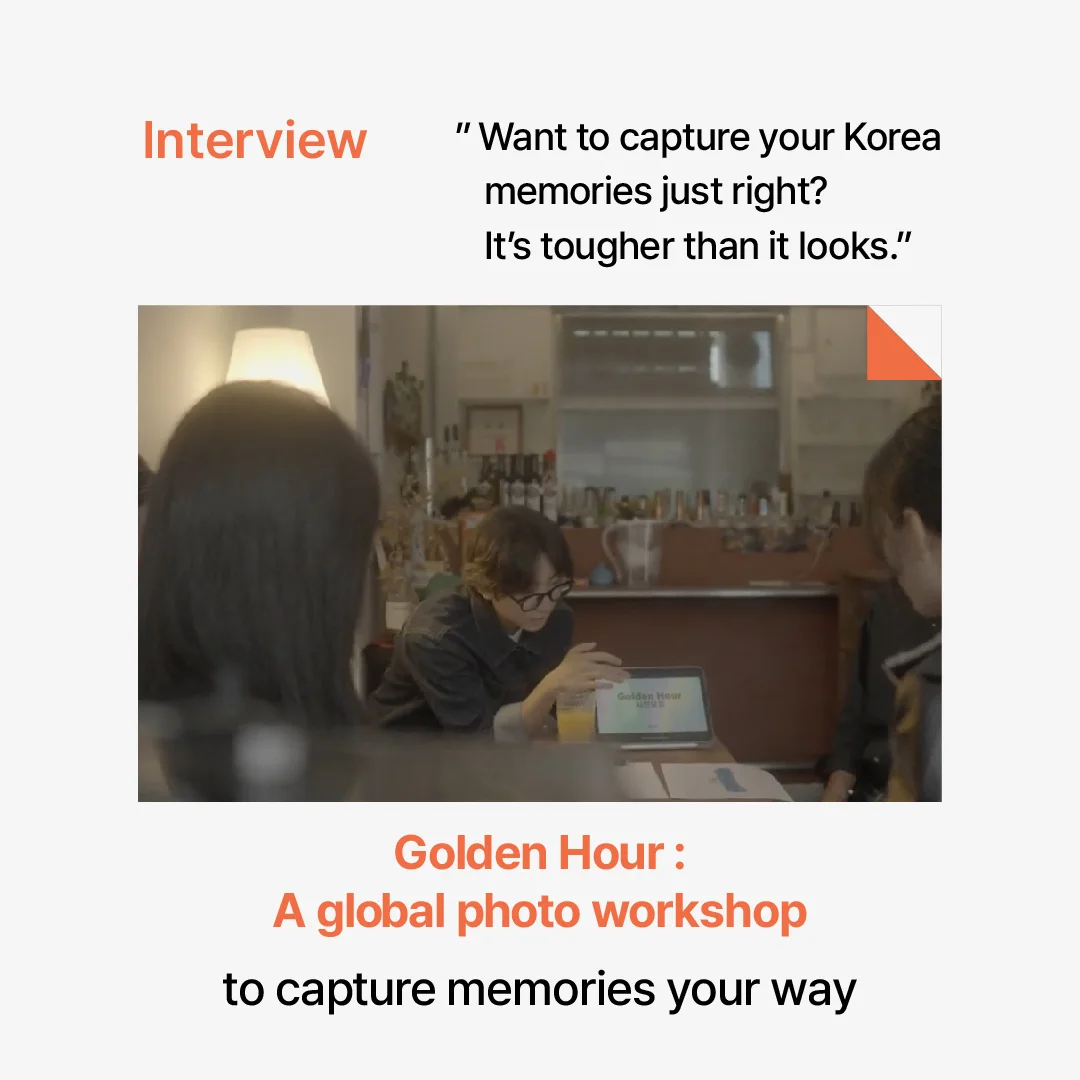 Interview
” Want to capture your Korea
memories just right?
It’s tougher than it looks.”
Golden Hour
Golden Hour :
A global photo workshop
to capture memories your way